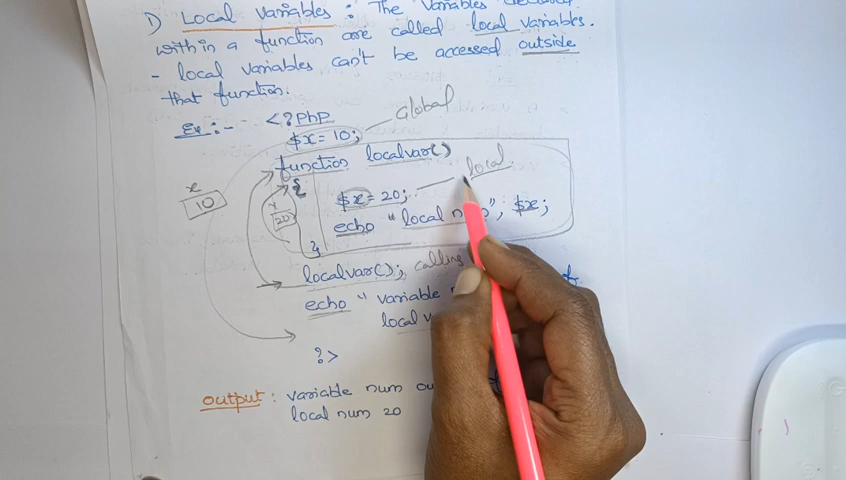 1) Local Variables : The Variables
within a function are called local variables.
- local variables can't be accessed outside
that function.
Ex :- <?php
$x = 10; Global
function localvar()
{ local
x
10
$x = 20;
x
20
echo "local", $x;
}
localvar(); calling
echo " variable of
local
?>
output : variable num
local num 20